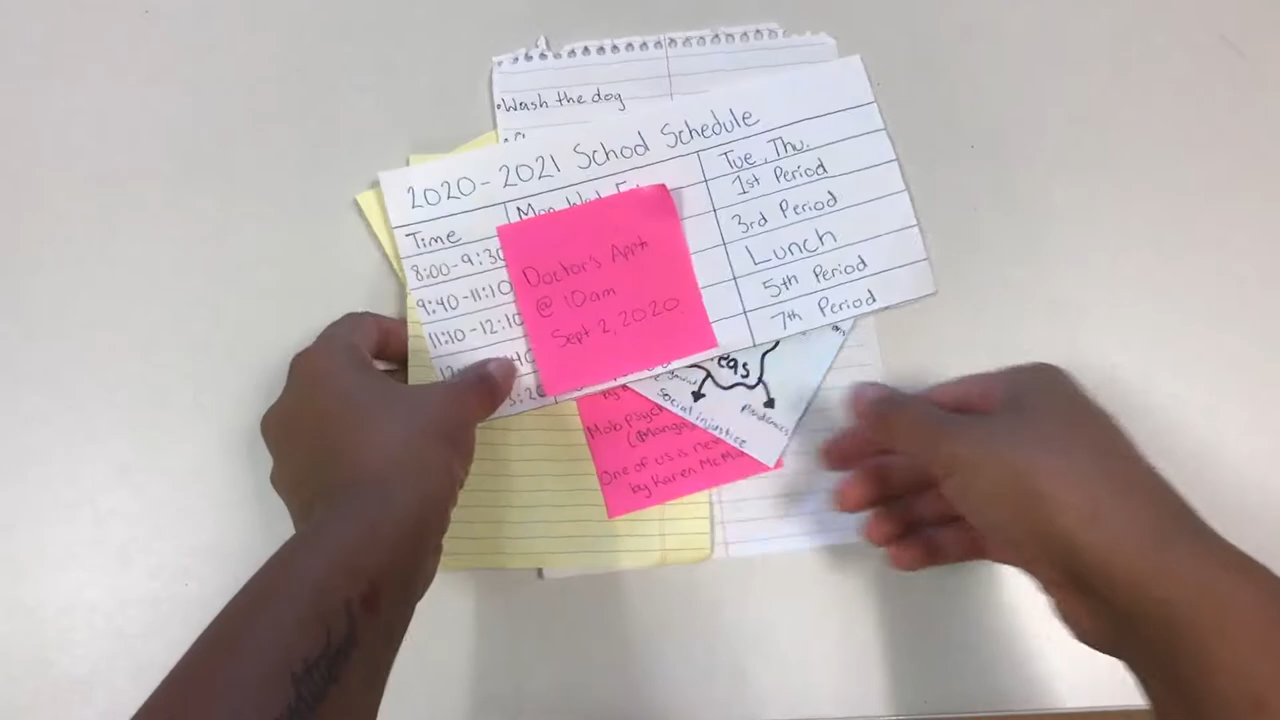 •Wash the dog
2020-2021 School Schedule
Time
Tue, Thu.
8:00-9:30
1st Period
9:40-11:10
3rd Period
11:10-12:10
Lunch
5th Period
7th Period
Doctor's Appt
@ 10am
Sept 2, 2020
Social injustice
Pandemics
Mob psych
(Manga)
One of us is
by Karen